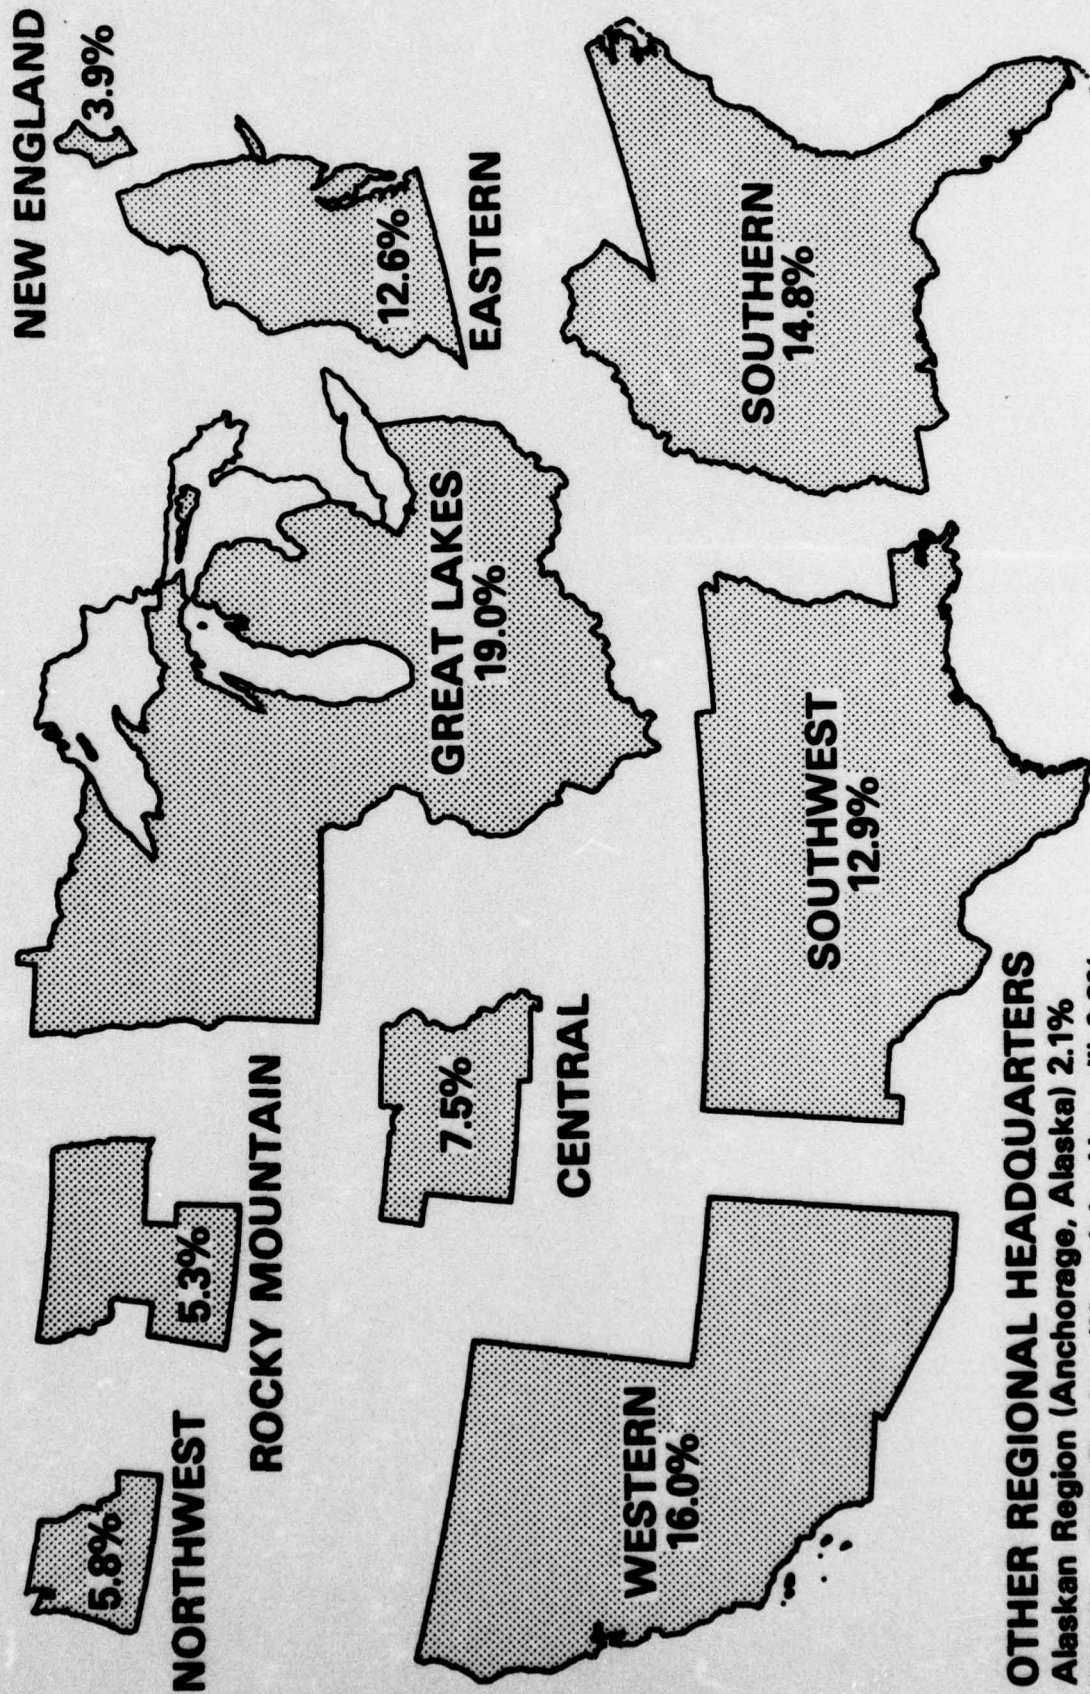 NEW ENGLAND
3.9%
12.6%
EASTERN
GREAT LAKES
19.0%
5.3%
ROCKY MOUNTAIN
5.8%
NORTHWEST
7.5%
CENTRAL
WESTERN
16.0%
SOUTHWEST
12.9%
SOUTHERN
14.8%
OTHER REGIONAL HEADQUARTERS
Alaskan Region (Anchorage, Alaska) 2.1%